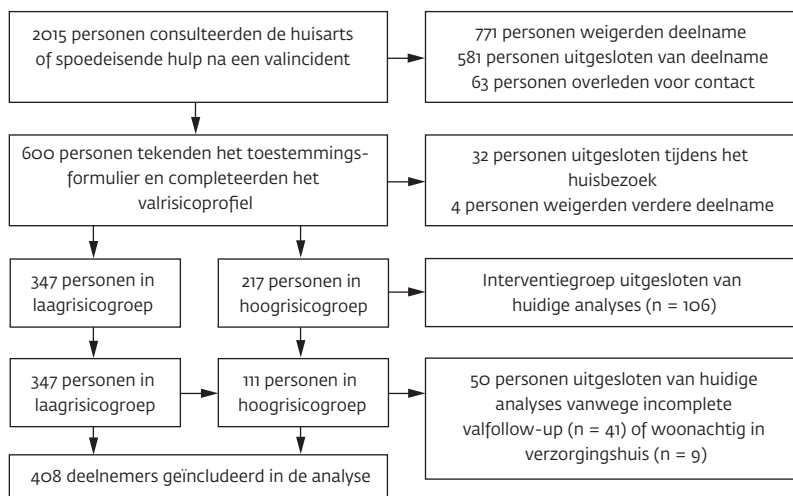 2015 personen consulteerden de huisarts
of spoedeisende hulp na een valincident
771 personen weigerden deelname
581 personen uitgesloten van deelname
63 personen overleden voor contact
600 personen tekenden het toestemmings-
formulier en completeerden het
valrisicoprofiel
32 personen uitgesloten tijdens het
huisbezoek
4 personen weigerden verdere deelname
347 personen in
laagrisicogroep
217 personen in
hoogrisicogroep
Interventiegroep uitgesloten van
huidige analyses (n = 106)
347 personen in
laagrisicogroep
111 personen in
hoogrisicogroep
50 personen uitgesloten van huidige
analyses vanwege incomplete
valfollow-up (n = 41) of woonachtig in
verzorgingshuis (n = 9)
408 deelnemers geïncludeerd in de analyse